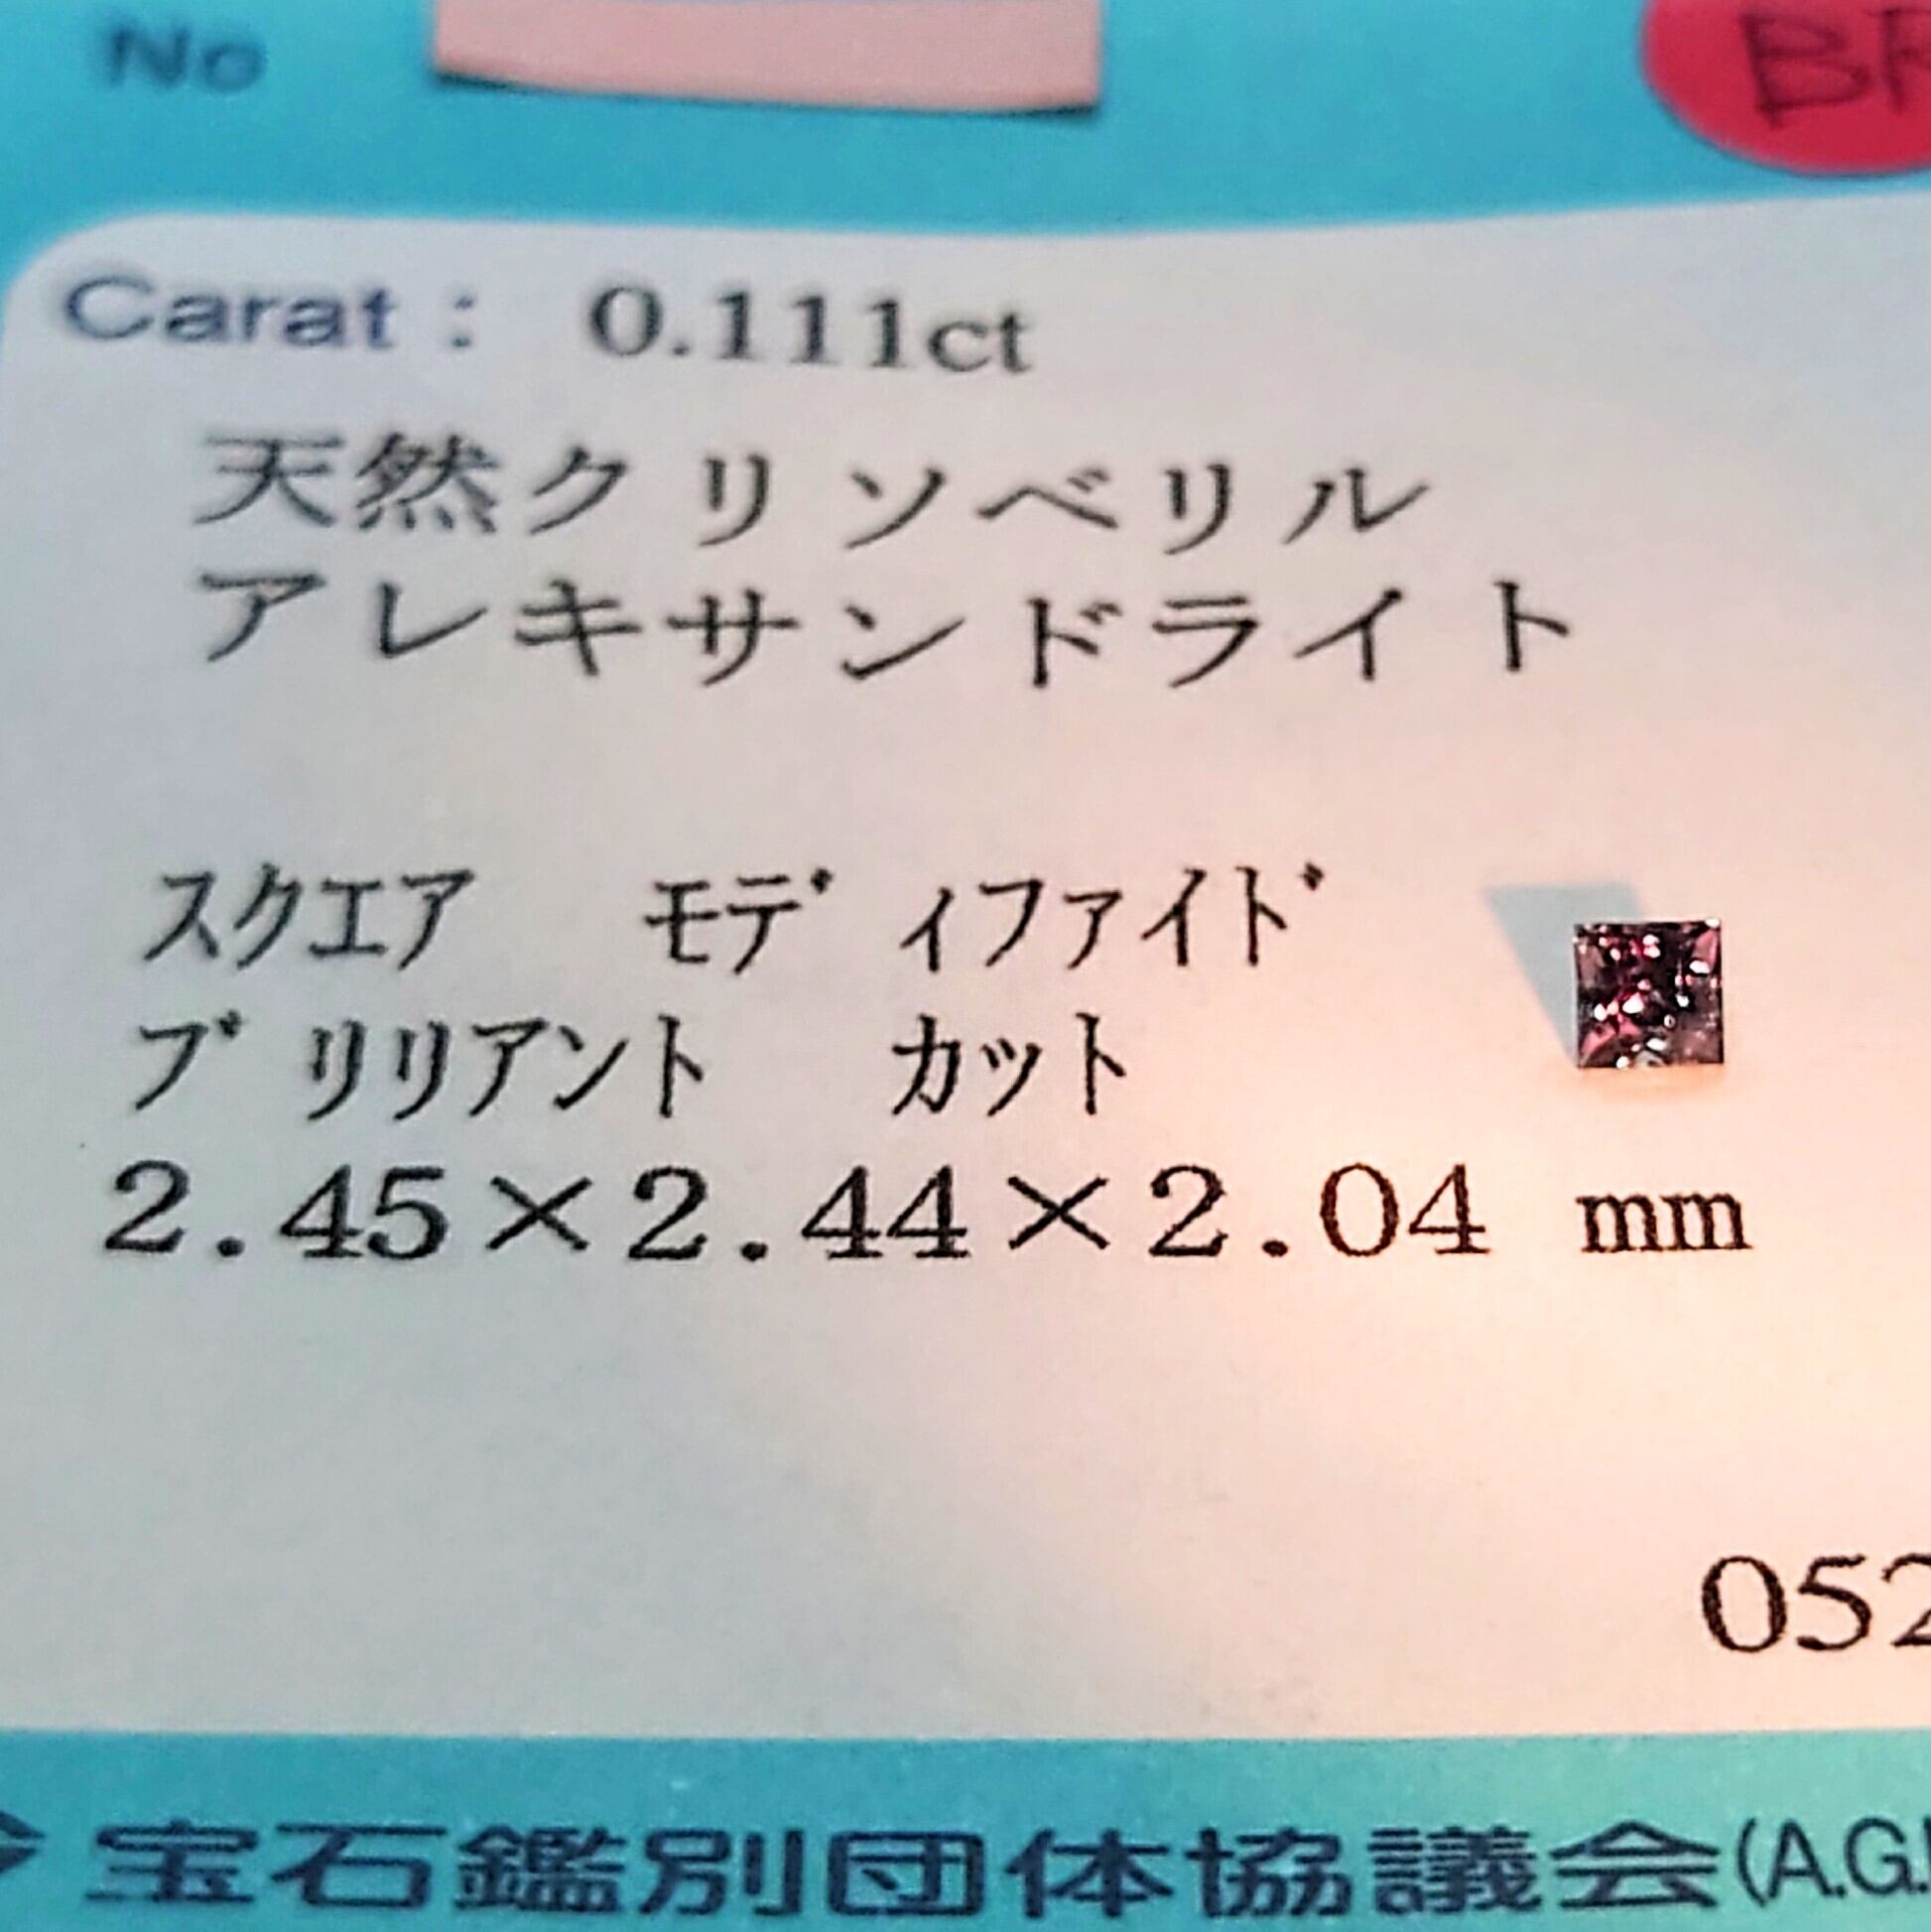 No
Carat : 0.111ct
天然クリソベリル
アレキサンドライト
スクエア モディファイド
ブリリアント カット
2.45×2.44×2.04 mm
052
宝石鑑別団体協議会(A.G.